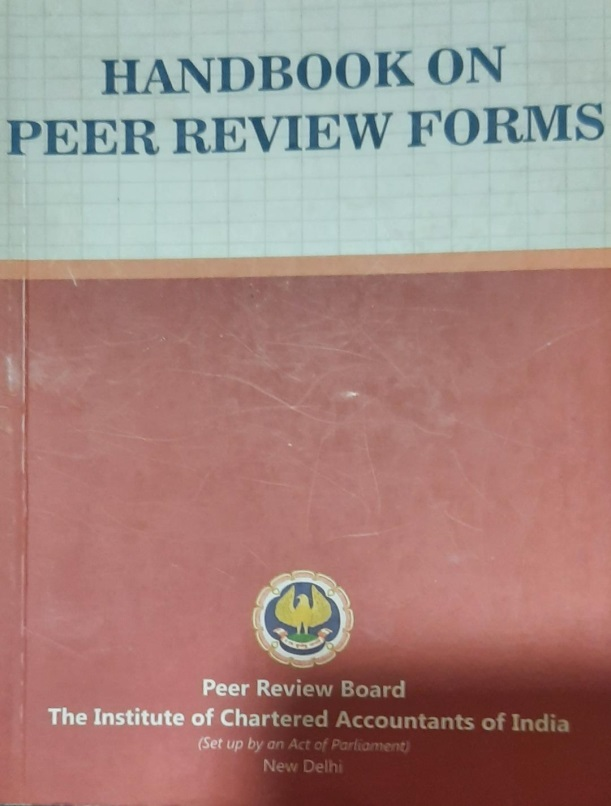 HANDBOOK ON
PEER REVIEW FORMS
Peer Review Board
The Institute of Chartered Accountants of India
(Set up by an Act of Parliament)
New Delhi